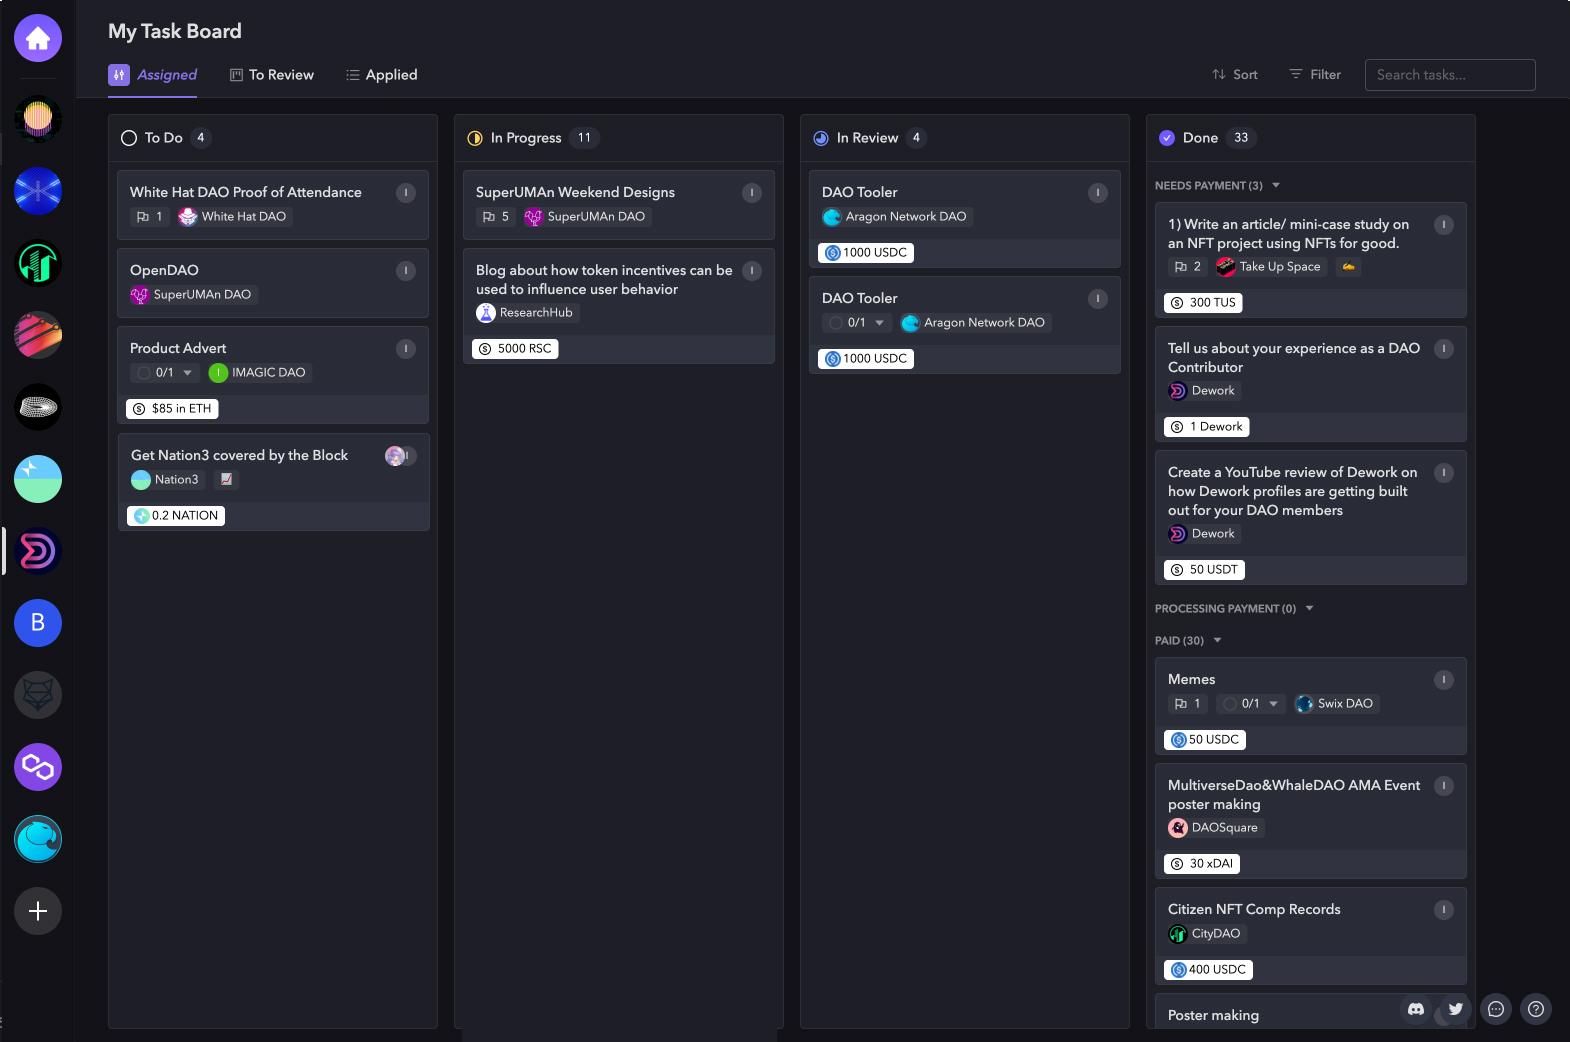 My Task Board
Assigned
To Review
Applied
Sort
Filter
Search tasks...
To Do 4
White Hat DAO Proof of Attendance
I
1 White Hat DAO
OpenDAO
I
SuperUMAn DAO
Product Advert
I
0/1 I IMAGIC DAO
$85 in ETH
Get Nation3 covered by the Block
I
Nation3
0.2 NATION
In Progress 11
SuperUMAn Weekend Designs
I
5 SuperUMAn DAO
Blog about how token incentives can be
used to influence user behavior
I
ResearchHub
5000 RSC
In Review 4
DAO Tooler
I
Aragon Network DAO
1000 USDC
DAO Tooler
I
0/1 Aragon Network DAO
1000 USDC
Done 33
NEEDS PAYMENT (3)
1) Write an article/ mini-case study on
an NFT project using NFTs for good.
I
2 Take Up Space
300 TUS
Tell us about your experience as a DAO
Contributor
I
Dework
1 Dework
Create a YouTube review of Dework on
how Dework profiles are getting built
out for your DAO members
I
Dework
50 USDT
PROCESSING PAYMENT (0)
PAID (30)
Memes
I
1 0/1 Swix DAO
50 USDC
MultiverseDao&WhaleDAO AMA Event
poster making
I
DAOSquare
30 xDAI
Citizen NFT Comp Records
I
CityDAO
400 USDC
Poster making
B